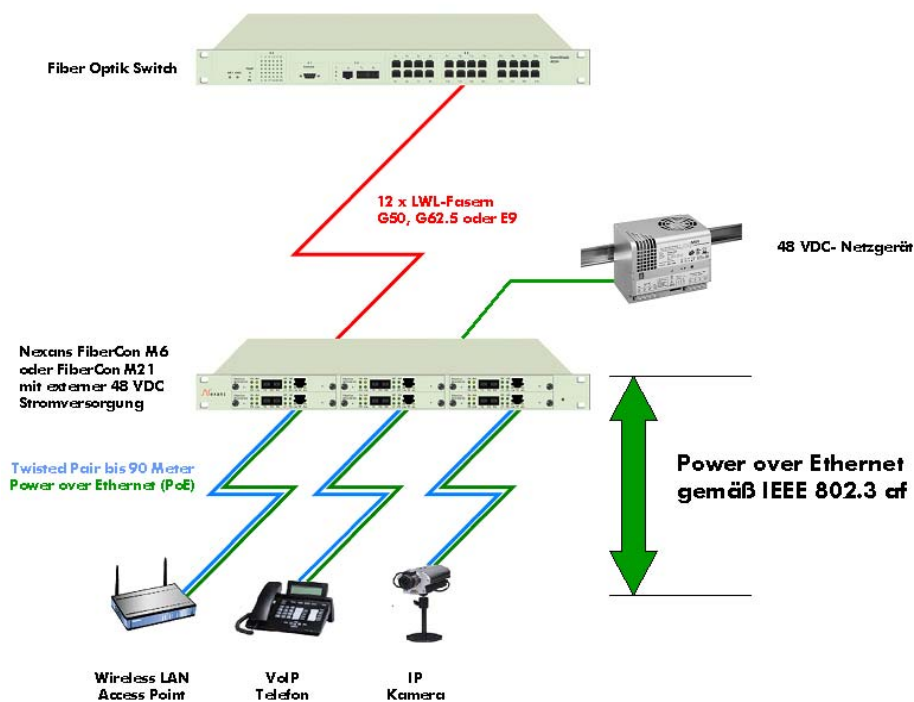 Fiber Optik Switch
12 x LWL-Fasern
G50, G62.5 oder E9
48 VDC- Netzgerät
Nexans FiberCon M6
oder FiberCon M21
mit externer 48 VDC
Stromversorgung
Nexans
Twisted Pair bis 90 Meter
Power over Ethernet (PoE)
Power over Ethernet
gemäß IEEE 802.3 af
Wireless LAN
Access Point
VoIP
Telefon
IP
Kamera